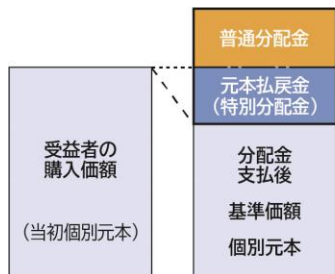 普通分配金
元本払戻金
（特別分配金）
受益者の
購入価額
（当初個別元本）
分配金
支払後
基準価額
個別元本